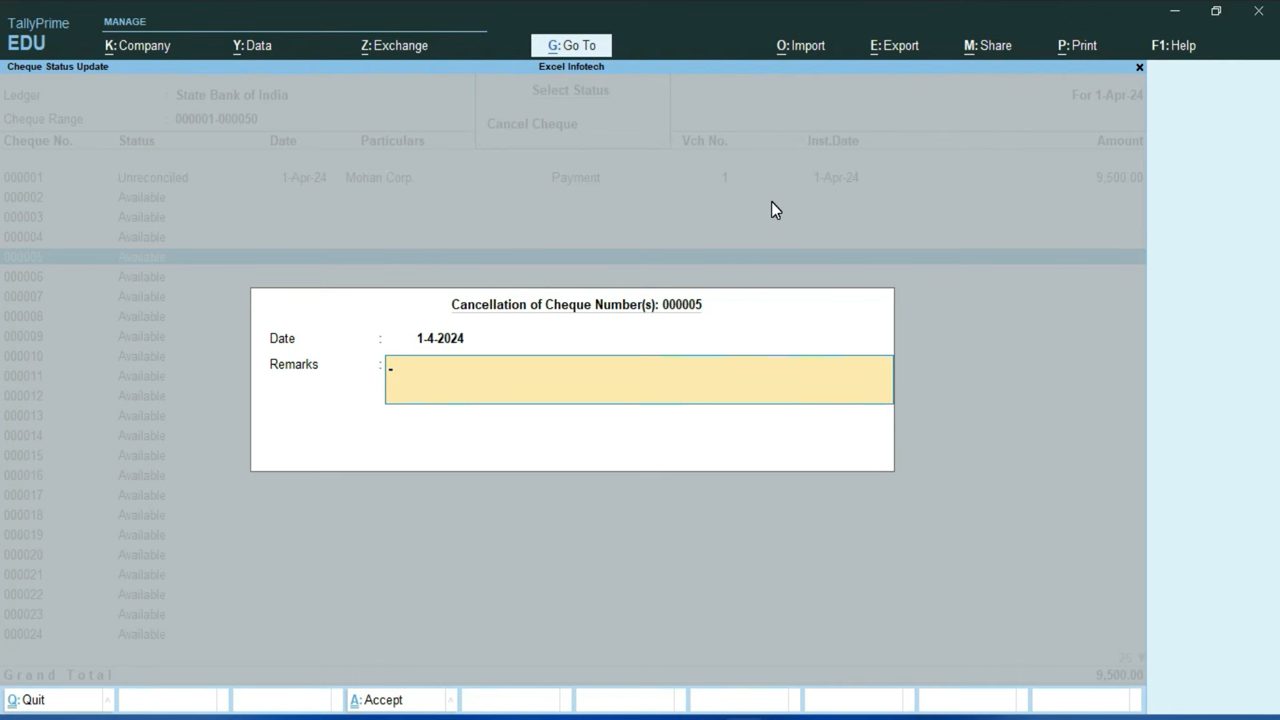 TallyPrime
EDU
MANAGE
K:Company
Y:Data
Z:Exchange
G:Go To
O:Import
E:Export
M:Share
P:Print
F1:Help
Cheque Status Update
Excel Infotech
Ledger : State Bank of India
Select Status
For 1-Apr-24
Cheque Range : 000001-000050
Cancel Cheque
Cheque No. Status Date Particulars Vch No. Inst.Date Amount
000001 Unreconciled 1-Apr-24 Mohan Corp. Payment 1 1-Apr-24 9,500.00
000002 Available
000003 Available
000004 Available
000005 Available
000006 Available
000007 Available
000008 Available
000009 Available
000010 Available
000011 Available
000012 Available
000013 Available
000014 Available
000015 Available
000016 Available
000017 Available
000018 Available
000019 Available
000020 Available
000021 Available
000022 Available
000023 Available
000024 Available
Cancellation of Cheque Number(s): 000005
Date : 1-4-2024
Remarks :
Grand Total 9,500.00
Q:Quit
A:Accept